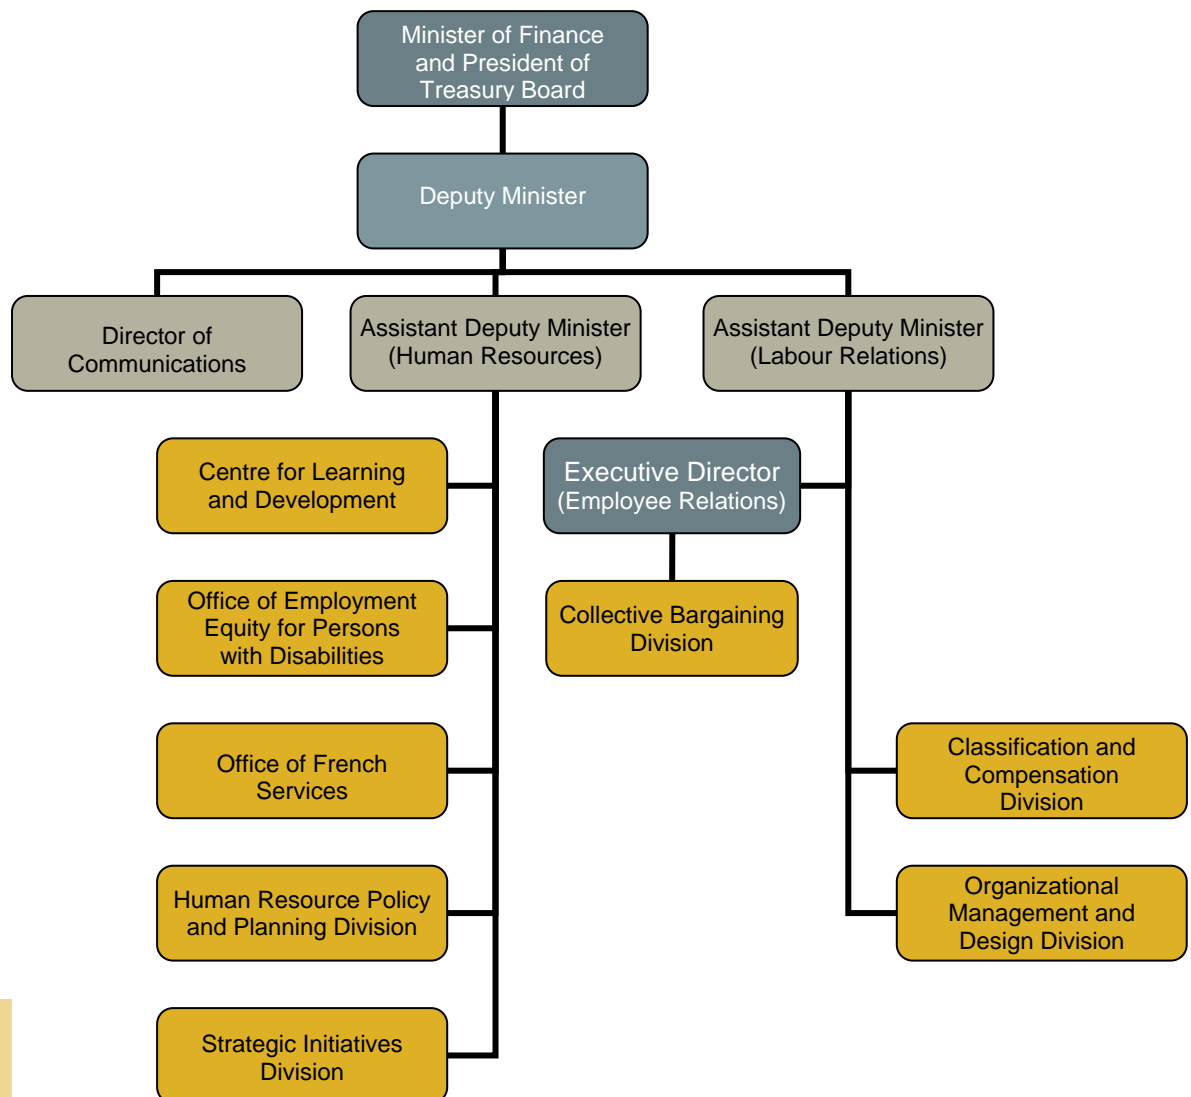 Minister of Finance
and President of
Treasury Board
Deputy Minister
Director of
Communications
Assistant Deputy Minister
(Human Resources)
Assistant Deputy Minister
(Labour Relations)
Centre for Learning
and Development
Executive Director
(Employee Relations)
Office of Employment
Equity for Persons
with Disabilities
Collective Bargaining
Division
Office of French
Services
Classification and
Compensation
Division
Human Resource Policy
and Planning Division
Organizational
Management and
Design Division
Strategic Initiatives
Division